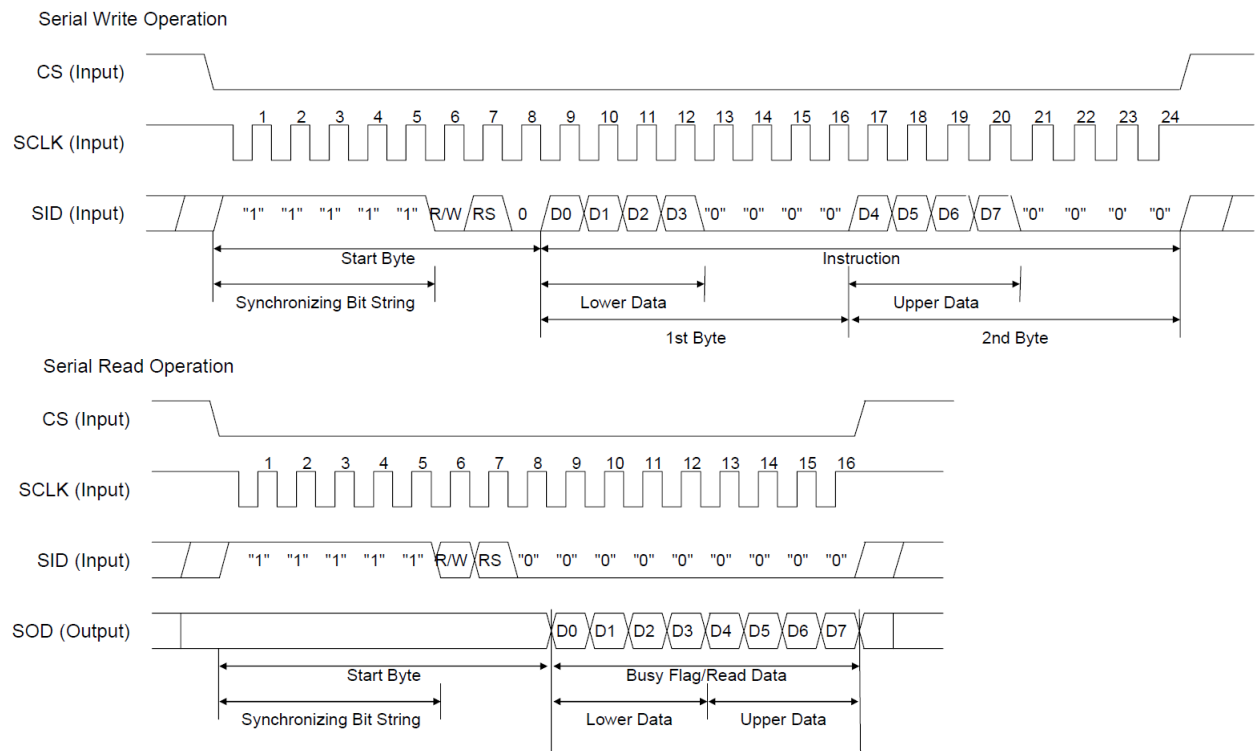 Serial Write Operation
CS (Input)
1 2 3 4 5 6 7 8 9 10 11 12 13 14 15 16 17 18 19 20 21 22 23 24
SCLK (Input)
SID (Input) "1" "1" "1" "1" "1" R/W RS 0 D0 D1 D2 D3 "0" "0" "0" "0" D4 D5 D6 D7 "0" "0" "0' "0"
Start Byte Instruction
Synchronizing Bit String Lower Data Upper Data
1st Byte 2nd Byte
Serial Read Operation
CS (Input)
1 2 3 4 5 6 7 8 9 10 11 12 13 14 15 16
SCLK (Input)
SID (Input) "1" "1" "1" "1" "1" R/W RS "0" "0" "0" "0" "0" "0" "0" "0" "0"
SOD (Output) D0 D1 D2 D3 D4 D5 D6 D7
Start Byte Busy Flag/Read Data
Synchronizing Bit String Lower Data Upper Data